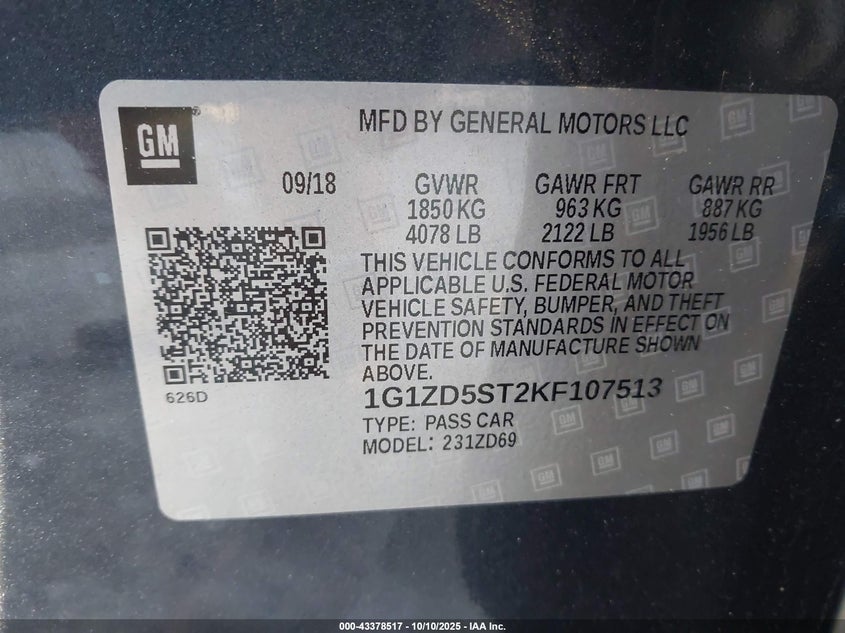 GM
MFD BY GENERAL MOTORS LLC
09/18 GVWR GAWR FRT GAWR RR
1850 KG 963 KG 887 KG
4078 LB 2122 LB 1956 LB
THIS VEHICLE CONFORMS TO ALL
APPLICABLE U.S. FEDERAL MOTOR
VEHICLE SAFETY, BUMPER, AND THEFT
PREVENTION STANDARDS IN EFFECT ON
THE DATE OF MANUFACTURE SHOWN
ABOVE.
626D
1G1ZD5ST2KF107513
TYPE: PASS CAR
MODEL: 231ZD69
000-43378517 - 10/10/2025 - IAA Inc.